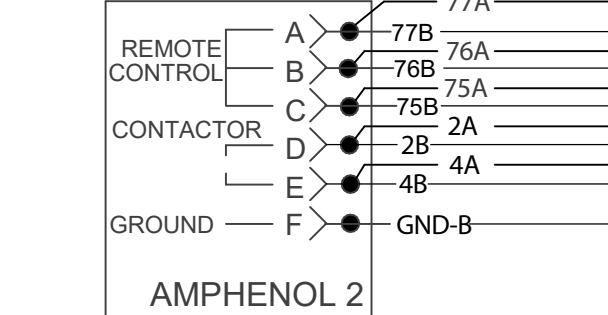 77A
A 77B
REMOTE CONTROL
76A
B 76B
75A
C 75B
CONTACTOR
2A
D 2B
4A
E 4B
GROUND F GND-B
AMPHENOL 2